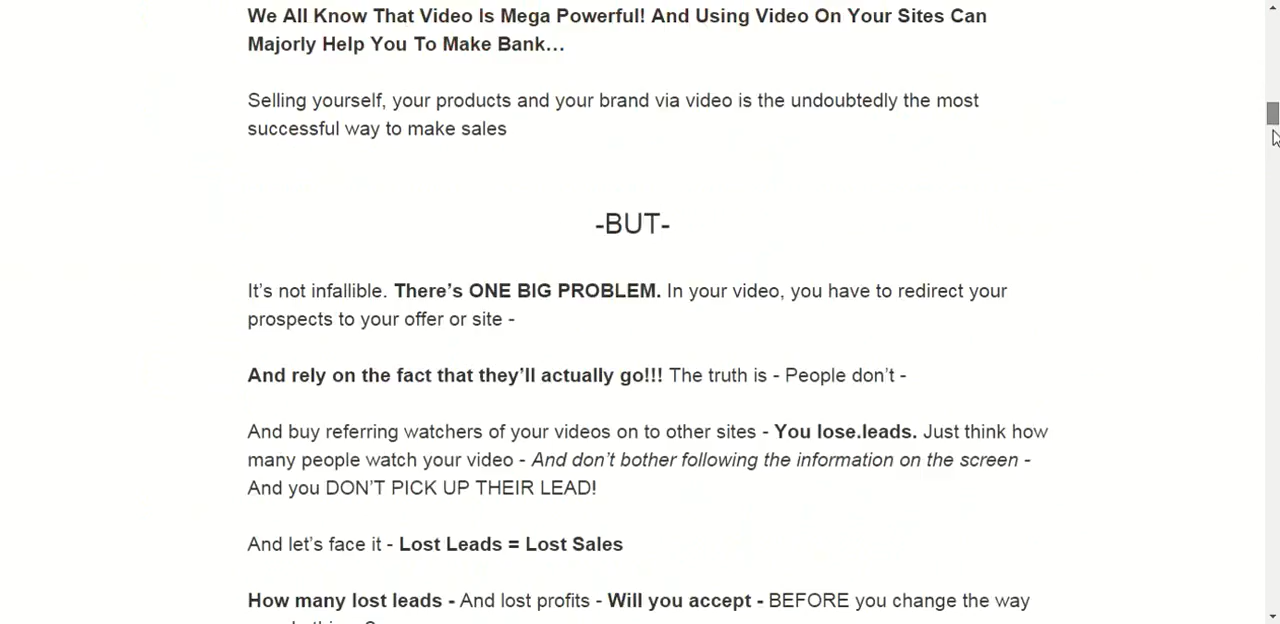 We All Know That Video Is Mega Powerful! And Using Video On Your Sites Can
Majorly Help You To Make Bank…
Selling yourself, your products and your brand via video is the undoubtedly the most
successful way to make sales
-BUT-
It’s not infallible. There’s ONE BIG PROBLEM. In your video, you have to redirect your
prospects to your offer or site -
And rely on the fact that they’ll actually go!!! The truth is - People don’t -
And buy referring watchers of your videos on to other sites - You lose.leads. Just think how
many people watch your video - And don’t bother following the information on the screen -
And you DON’T PICK UP THEIR LEAD!
And let’s face it - Lost Leads = Lost Sales
How many lost leads - And lost profits - Will you accept - BEFORE you change the way